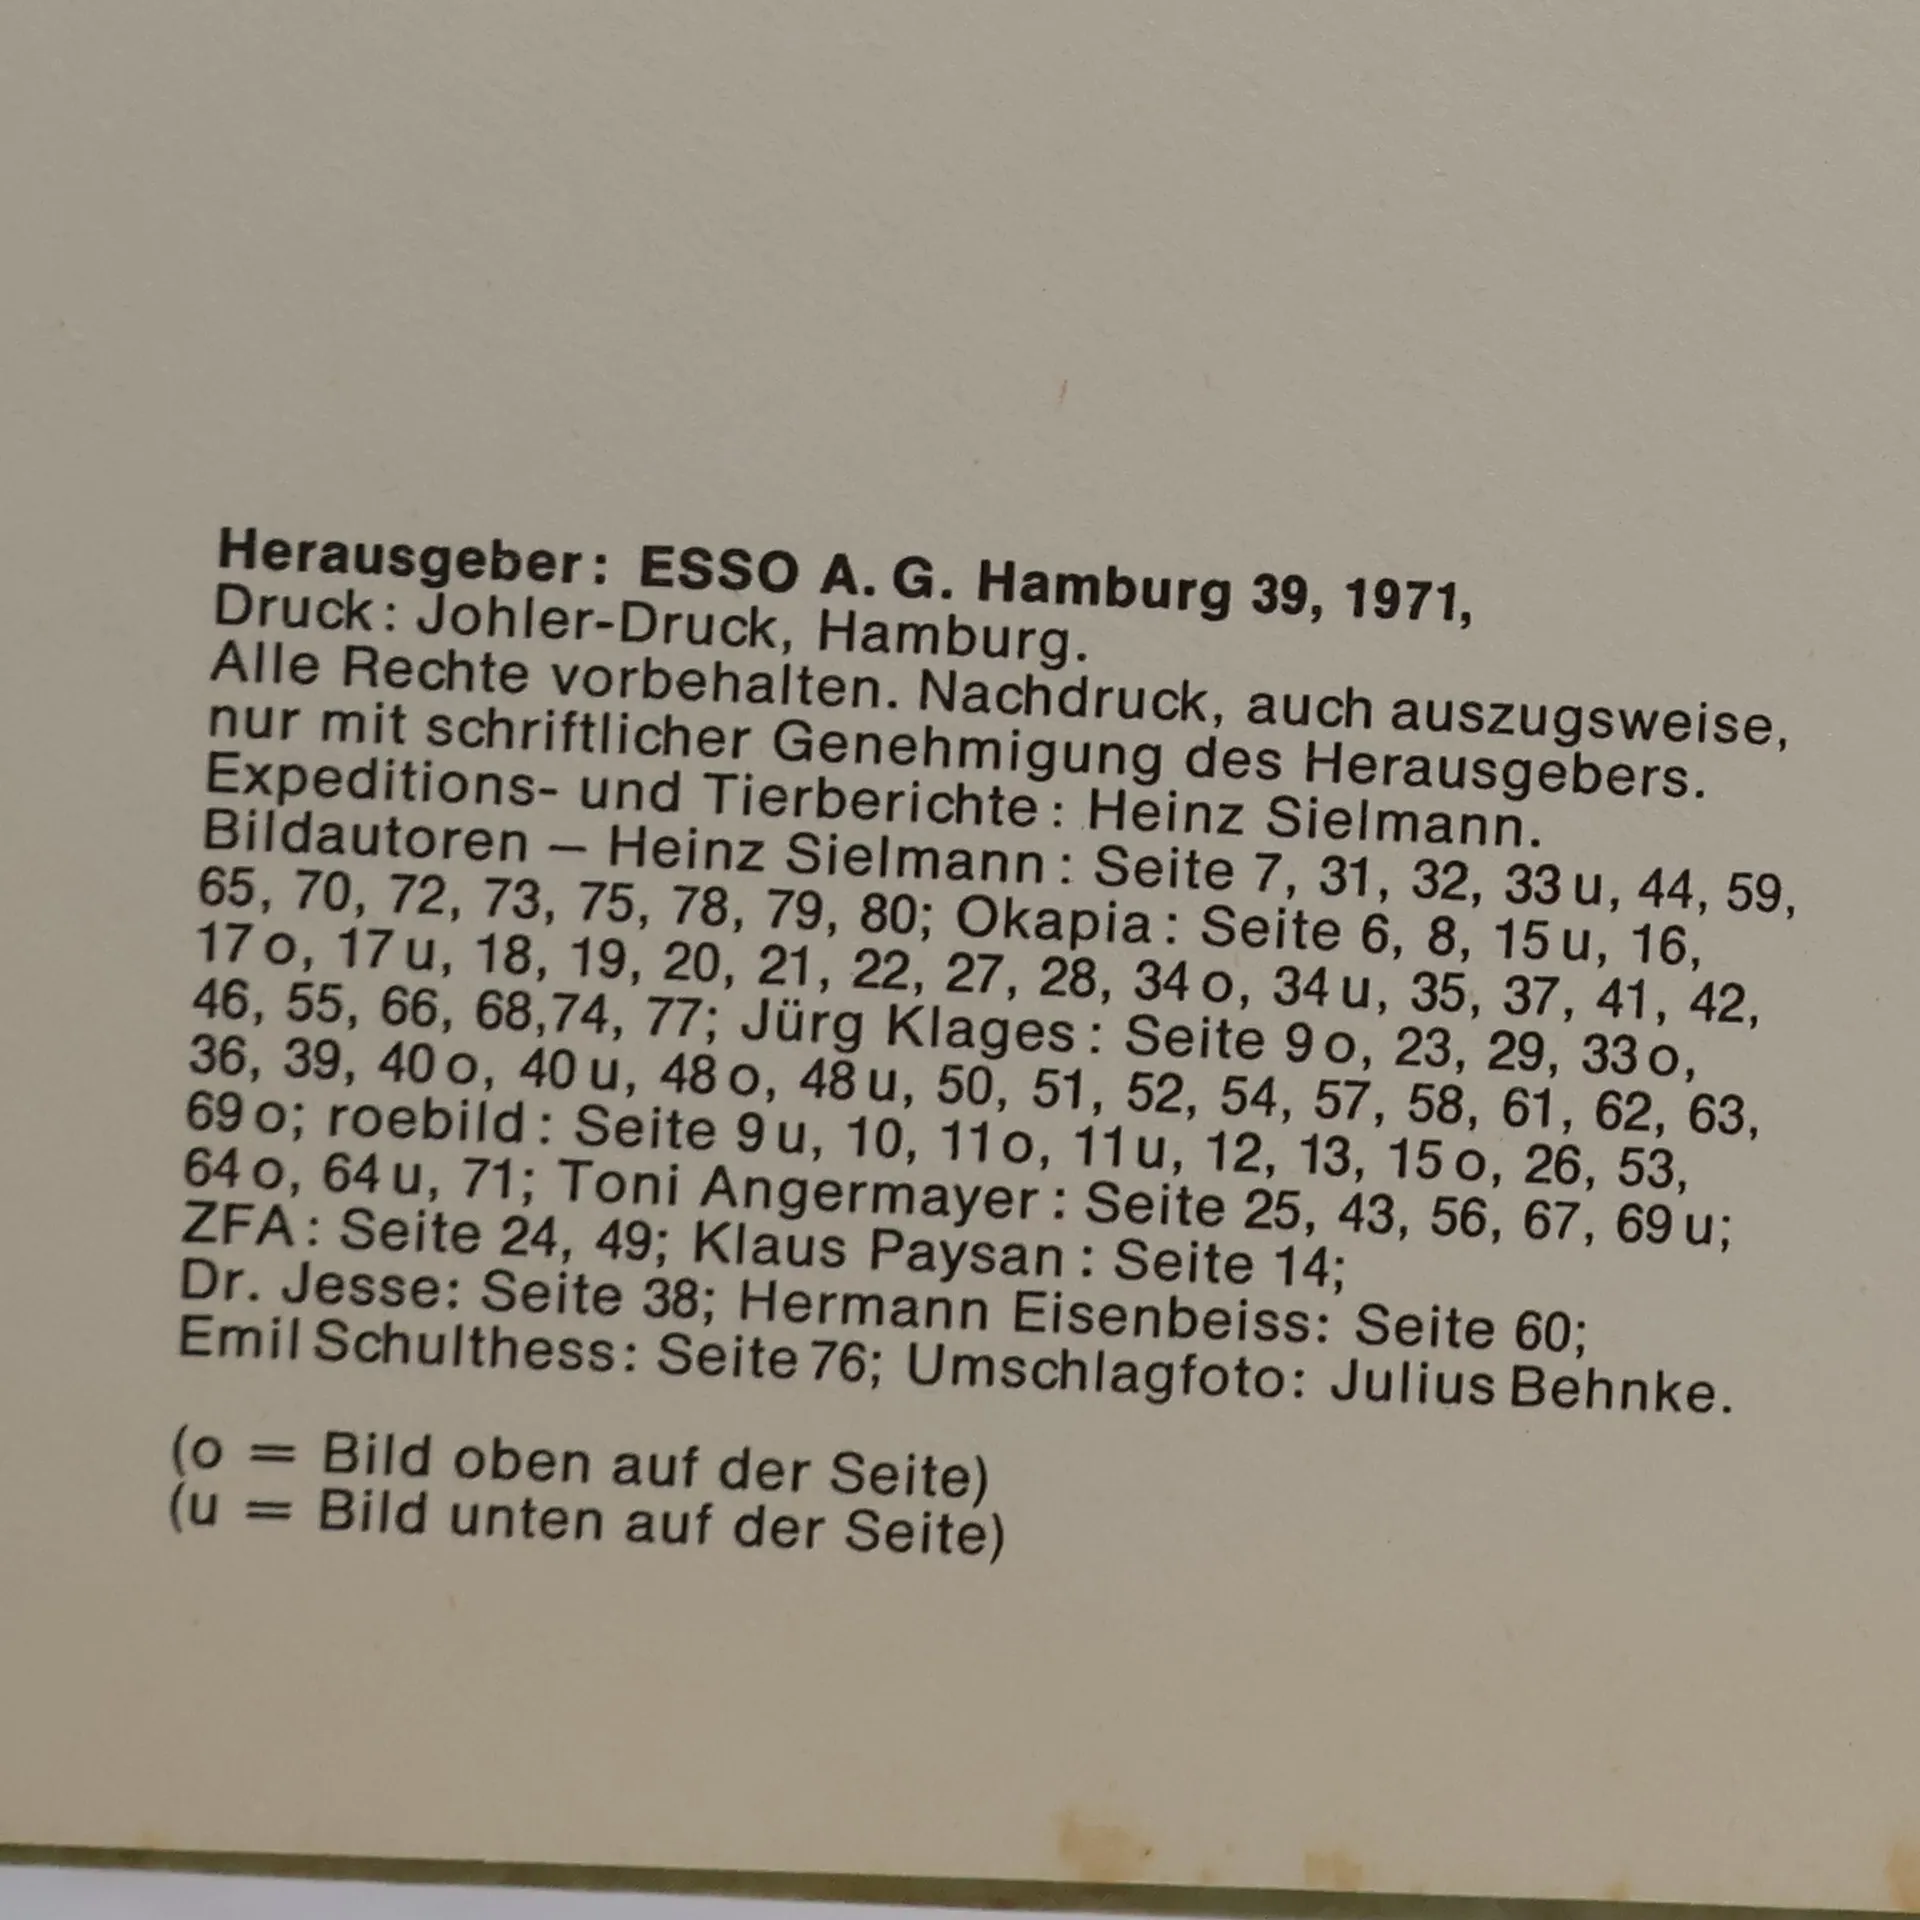 Herausgeber: ESSO A. G. Hamburg 39, 1971,
Druck: Johler-Druck, Hamburg.
Alle Rechte vorbehalten. Nachdruck, auch auszugsweise,
nur mit schriftlicher Genehmigung des Herausgebers.
Expeditions- und Tierberichte: Heinz Sielmann.
Bildautoren – Heinz Sielmann: Seite 7, 31, 32, 33 u, 44, 59,
65, 70, 72, 73, 75, 78, 79, 80; Okapia: Seite 6, 8, 15 u, 16,
17 o, 17 u, 18, 19, 20, 21, 22, 27, 28, 34 o, 34 u, 35, 37, 41, 42,
46, 55, 66, 68,74, 77; Jürg Klages: Seite 9 o, 23, 29, 33 o,
36, 39, 40 o, 40 u, 48 o, 48 u, 50, 51, 52, 54, 57, 58, 61, 62, 63,
69 o; roebild: Seite 9 u, 10, 11 o, 11 u, 12, 13, 15 o, 26, 53,
64 o, 64 u, 71; Toni Angermayer: Seite 25, 43, 56, 67, 69 u;
ZFA: Seite 24, 49; Klaus Paysan: Seite 14;
Dr. Jesse: Seite 38; Hermann Eisenbeiss: Seite 60;
Emil Schulthess: Seite 76; Umschlagfoto: Julius Behnke.
(o = Bild oben auf der Seite)
(u = Bild unten auf der Seite)